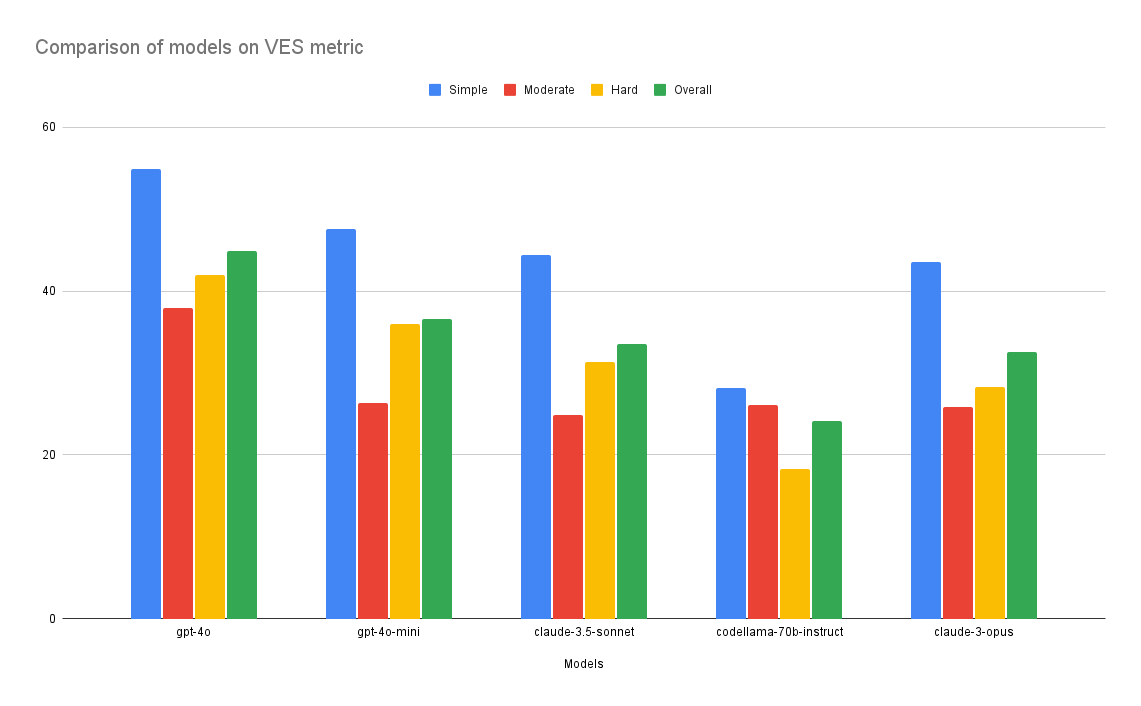 Comparison of models on VES metric
Simple Moderate Hard Overall
60
40
20
0
gpt-4o gpt-4o-mini claude-3.5-sonnet codellama-70b-instruct claude-3-opus
Models